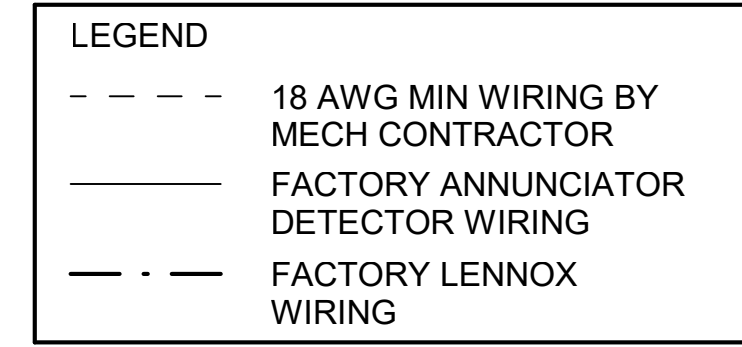 LEGEND
18 AWG MIN WIRING BY
MECH CONTRACTOR
FACTORY ANNUNCIATOR
DETECTOR WIRING
FACTORY LENNOX
WIRING